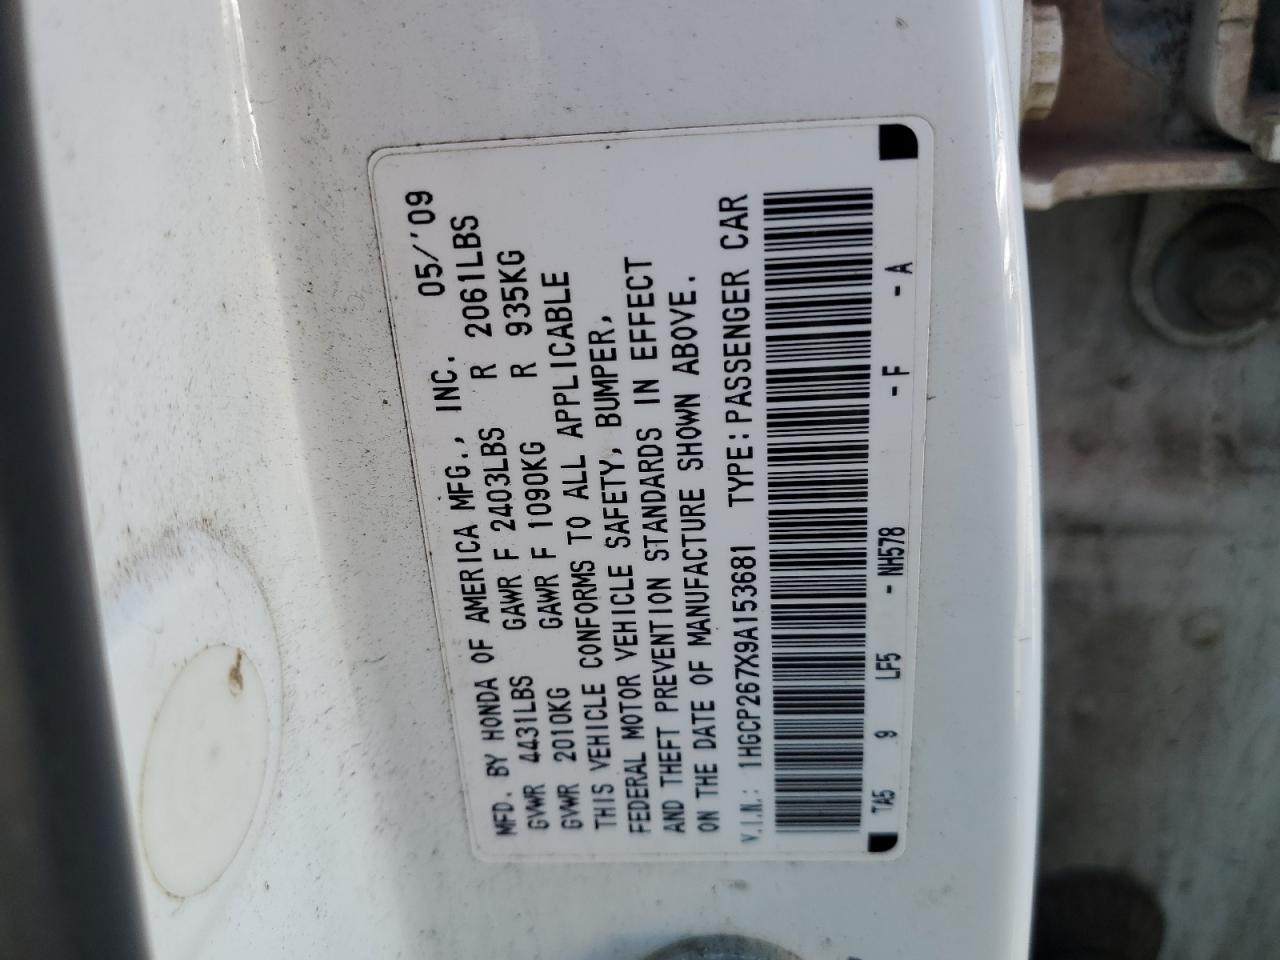 MFD. BY HONDA OF AMERICA MFG., INC. 05/'09
GVWR 4431LBS GAWR F 2403LBS R 2061LBS
GVWR 2010KG GAWR F 1090KG R 935KG
THIS VEHICLE CONFORMS TO ALL APPLICABLE
FEDERAL MOTOR VEHICLE SAFETY, BUMPER,
AND THEFT PREVENTION STANDARDS IN EFFECT
ON THE DATE OF MANUFACTURE SHOWN ABOVE.
V.I.N.: 1HGCP267X9A153681 TYPE:PASSENGER CAR
TA5 9 LF5 - NH578 - F - A